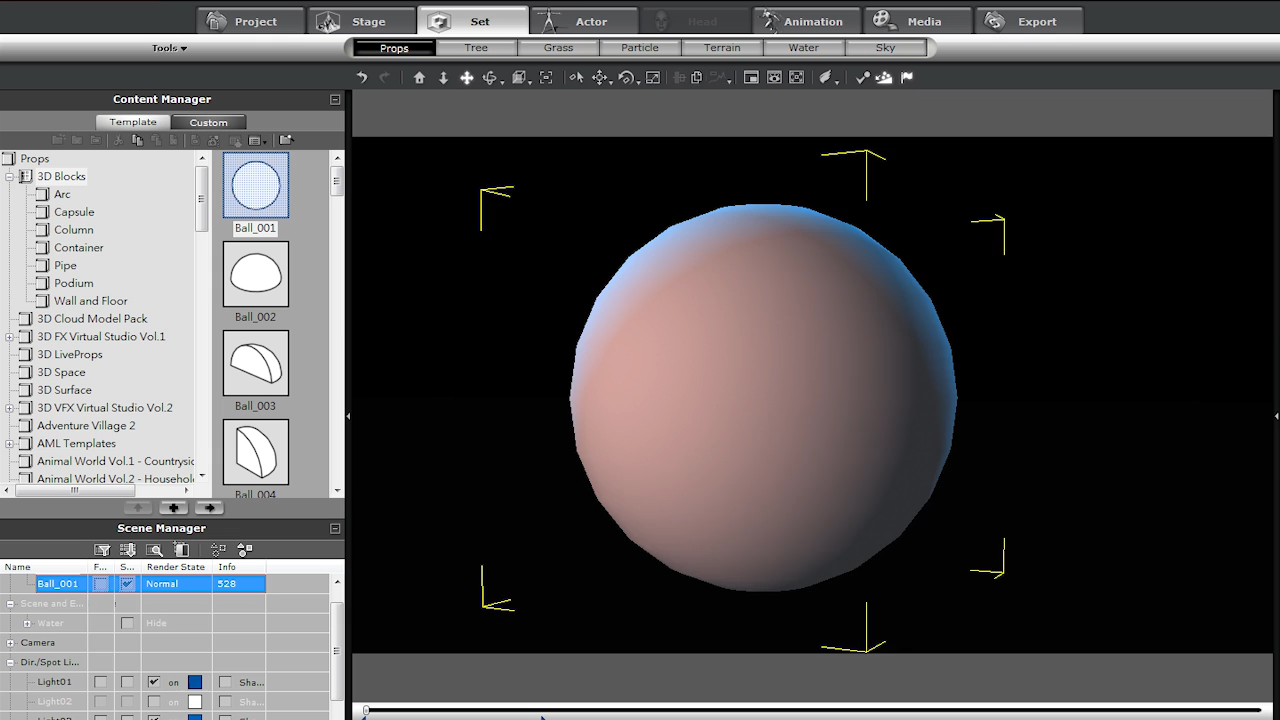 Project Stage Set Actor Head Animation Media Export
Tools
Props Tree Grass Particle Terrain Water Sky
Content Manager
Template Custom
Props
3D Blocks
Arc
Capsule
Column
Container
Pipe
Podium
Wall and Floor
3D Cloud Model Pack
3D FX Virtual Studio Vol.1
3D LiveProps
3D Space
3D Surface
3D VFX Virtual Studio Vol.2
Adventure Village 2
AML Templates
Animal World Vol.1 - Countrysid
Animal World Vol.2 - Househol
Ball_001
Ball_002
Ball_003
Ball_004
Scene Manager
Name F... S... Render State Info
Ball_001 Normal 528
Scene and E...
Water Hide
Camera
Dir./Spot Li...
Light01 on Sha...
Light02 on Sha...